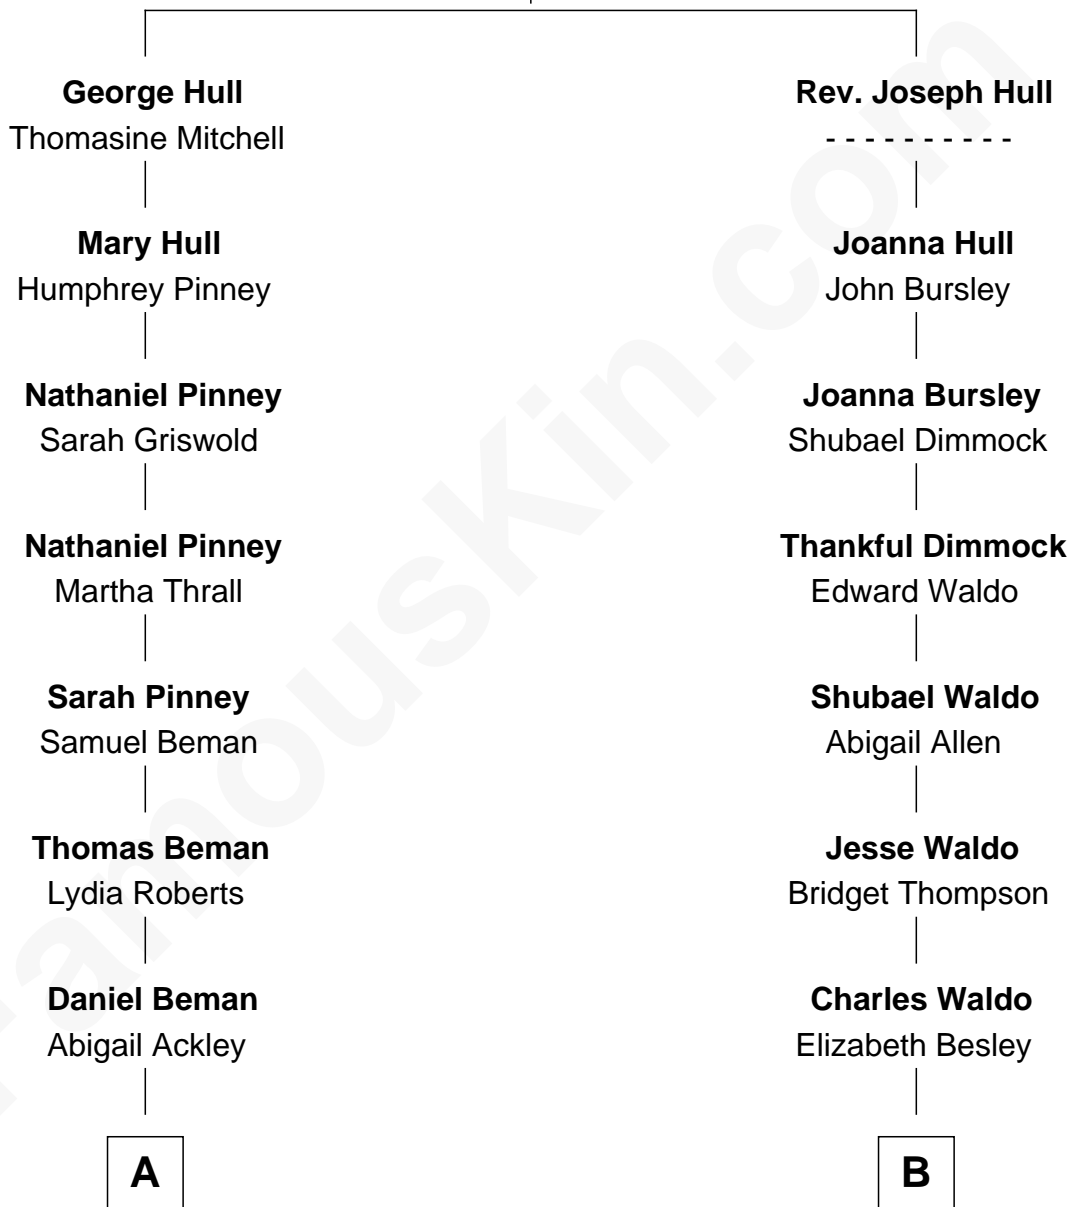 George Hull
Thomasine Mitchell
Mary Hull
Humphrey Pinney
Nathaniel Pinney
Sarah Griswold
Nathaniel Pinney
Martha Thrall
Sarah Pinney
Samuel Beman
Thomas Beman
Lydia Roberts
Daniel Beman
Abigail Ackley
A
Rev. Joseph Hull
- - - - - - - - - -
Joanna Hull
John Bursley
Joanna Bursley
Shubael Dimmock
Thankful Dimmock
Edward Waldo
Shubael Waldo
Abigail Allen
Jesse Waldo
Bridget Thompson
Charles Waldo
Elizabeth Besley
B
FamousKin.com